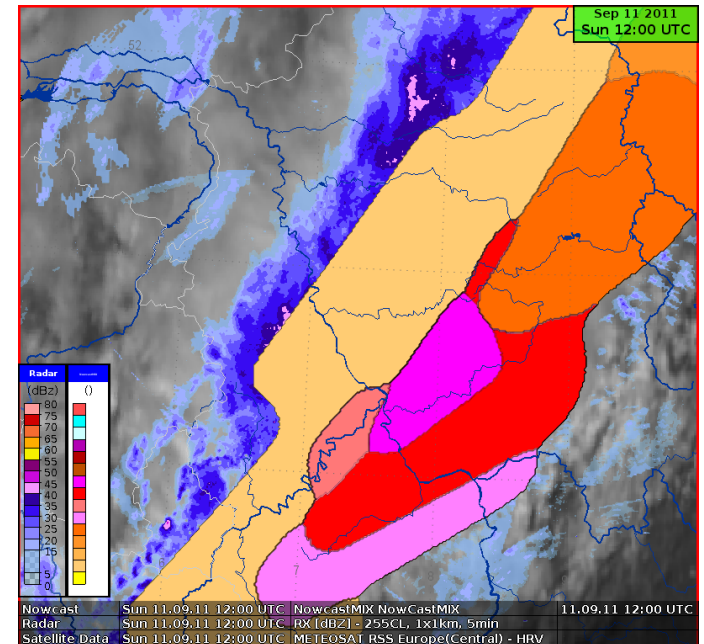 Sep 11 2011
Sun 12:00 UTC
52
Radar
(dBz)
()
80
75
70
65
60
55
50
45
40
35
30
25
20
15
5
0
7
Nowcast Sun 11.09.11 12:00 UTC NowcastMIX NowCastMIX 11.09.11 12:00 UTC
Radar Sun 11.09.11 12:00 UTC RX [dBZ] - 255CL, 1x1km, 5min
Satellite Data Sun 11.09.11 12:00 UTC METEOSAT RSS Europe(Central) - HRV